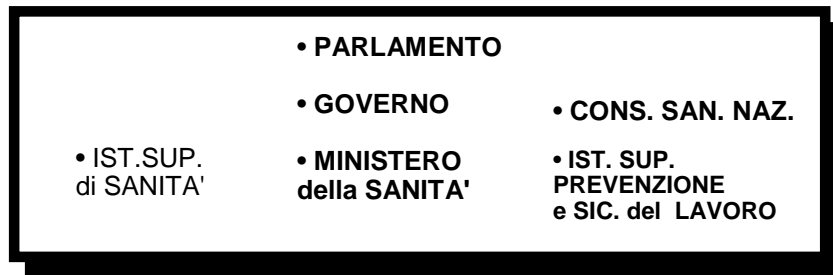 • PARLAMENTO
• GOVERNO
• CONS. SAN. NAZ.
• IST.SUP.
di SANITA'
• MINISTERO
della SANITA'
• IST. SUP.
PREVENZIONE
e SIC. del LAVORO